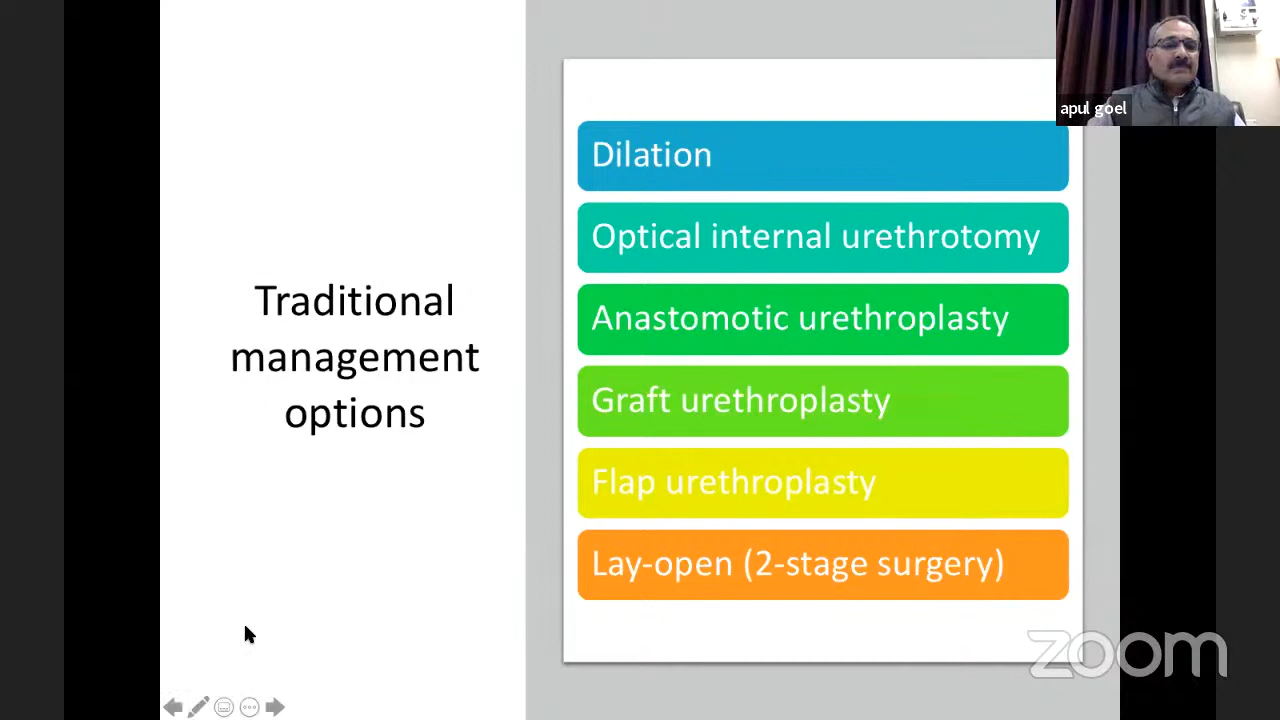 apul goel
Traditional
management
options
Dilation
Optical internal urethrotomy
Anastomotic urethroplasty
Graft urethroplasty
Flap urethroplasty
Lay-open (2-stage surgery)
zoom